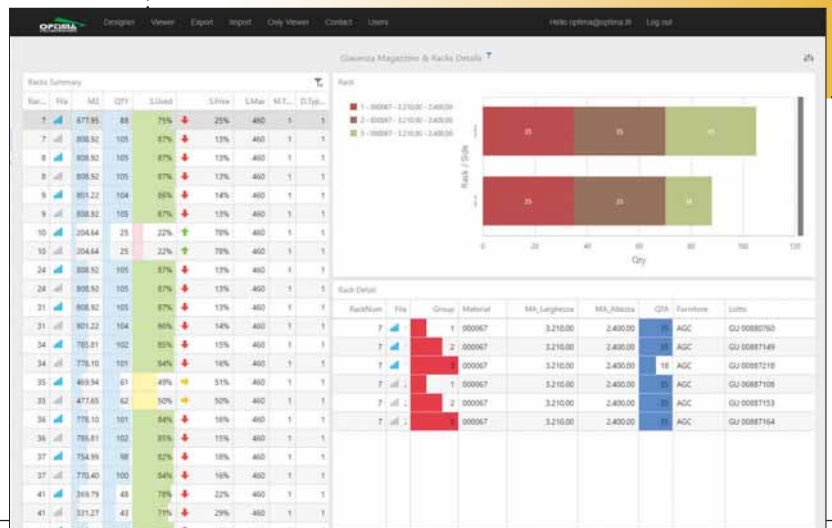 OPTIMA
Designer Viewer Export Import Only Viewer Contact Users Hello optima@optima.it Log out
Giacenza Magazzino & Racks Details
Racks Summary
Rac... File M2 QTY S.Used S.Free S.Max M.T... D.Typ...
7 677.95 88 75% 25% 460 1 1
7 808.92 105 87% 13% 460 1 1
8 808.92 105 87% 13% 460 1 1
8 808.92 105 87% 13% 460 1 1
9 801.22 104 86% 14% 460 1 1
9 808.92 105 87% 13% 460 1 1
10 204.64 25 22% 78% 460 1 1
10 204.64 25 22% 78% 460 1 1
24 808.92 105 87% 13% 460 1 1
24 808.92 105 87% 13% 460 1 1
31 808.92 105 87% 13% 460 1 1
31 801.22 104 86% 14% 460 1 1
34 785.81 102 85% 15% 460 1 1
34 778.10 101 84% 16% 460 1 1
35 469.94 61 49% 51% 460 1 1
35 477.65 62 50% 50% 460 1 1
36 778.10 101 84% 16% 460 1 1
36 785.81 102 85% 15% 460 1 1
37 754.99 98 82% 18% 460 1 1
37 770.40 100 84% 16% 460 1 1
41 369.79 48 78% 22% 460 1 1
41 331.27 43 71% 29% 460 1 1
Rack
1 - 000067 - 3.210,00 - 2.400,00
2 - 000067 - 3.210,00 - 2.400,00
3 - 000067 - 3.210,00 - 2.400,00
Rack / Side
35 35 35
35 35 18
0 20 40 60 80 100 120
Qty
Rack Detail
RackNum File Group Material MA_Larghezza MA_Altezza QTA Fornitore Lotto
7 1 000067 3.210,00 2.400,00 35 AGC GU 00880760
7 2 000067 3.210,00 2.400,00 35 AGC GU 00887149
7 3 000067 3.210,00 2.400,00 18 AGC GU 00887218
7 1 000067 3.210,00 2.400,00 35 AGC GU 00887108
7 2 000067 3.210,00 2.400,00 35 AGC GU 00887153
7 3 000067 3.210,00 2.400,00 35 AGC GU 00887164